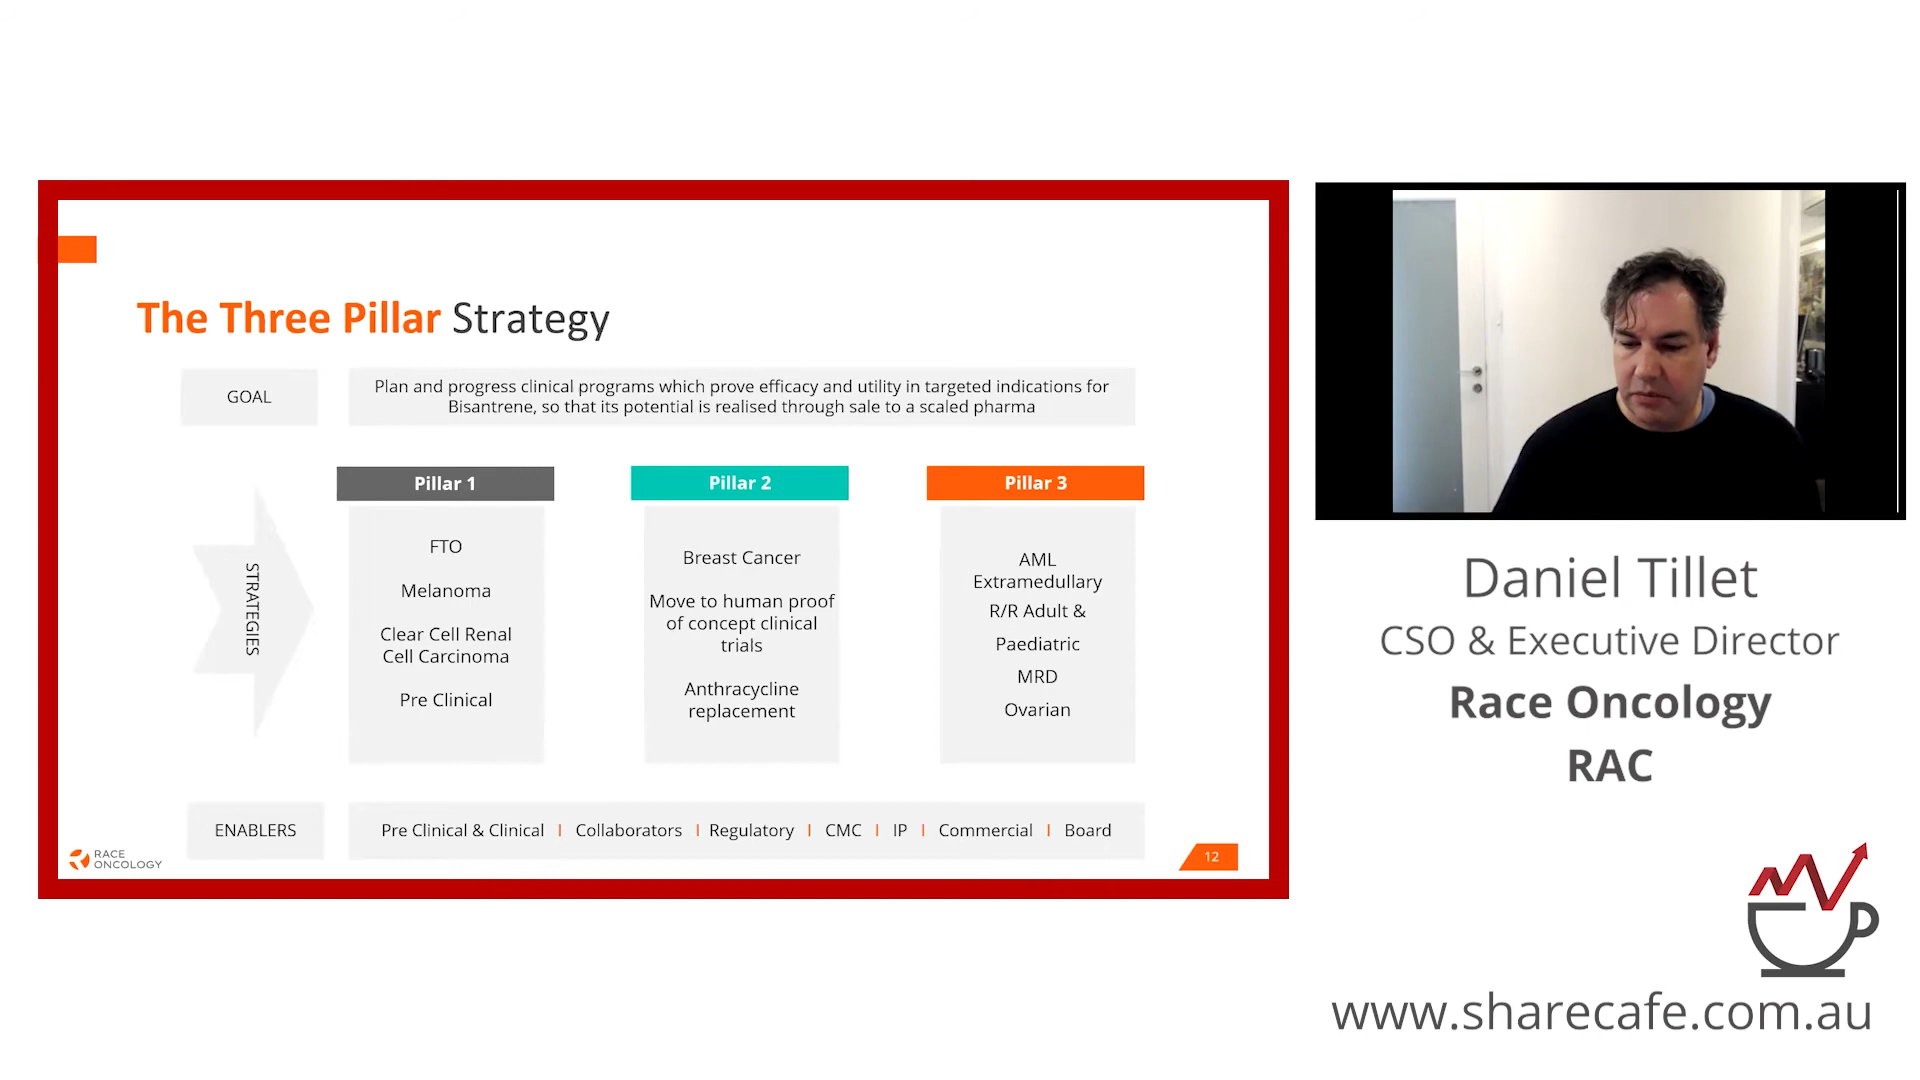 The Three Pillar Strategy
GOAL
Plan and progress clinical programs which prove efficacy and utility in targeted indications for
Bisantrene, so that its potential is realised through sale to a scaled pharma
STRATEGIES
Pillar 1
FTO
Melanoma
Clear Cell Renal
Cell Carcinoma
Pre Clinical
Pillar 2
Breast Cancer
Move to human proof
of concept clinical
trials
Anthracycline
replacement
Pillar 3
AML
Extramedullary
R/R Adult &
Paediatric
MRD
Ovarian
ENABLERS
Pre Clinical & Clinical | Collaborators | Regulatory | CMC | IP | Commercial | Board
RACE
ONCOLOGY
12
Daniel Tillet
CSO & Executive Director
Race Oncology
RAC
www.sharecafe.com.au